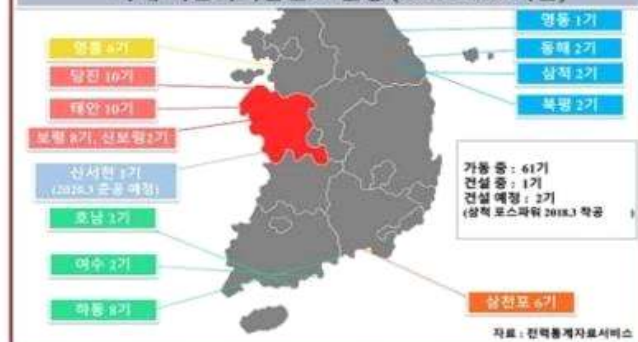 영흥 6기
당진 10기
태안 10기
보령 8기, 신보령2기
신서천 1기
(2020.3 준공 예정)
호남 2기
여수 2기
하동 8기
영동 1기
동해 2기
삼척 2기
북평 2기
가동 중 : 61기
건설 중 : 1기
건설 예정 : 2기
(삼척 포스파워 2018.3 착공 )
삼천포 6기
자료 : 전력통계자료서비스